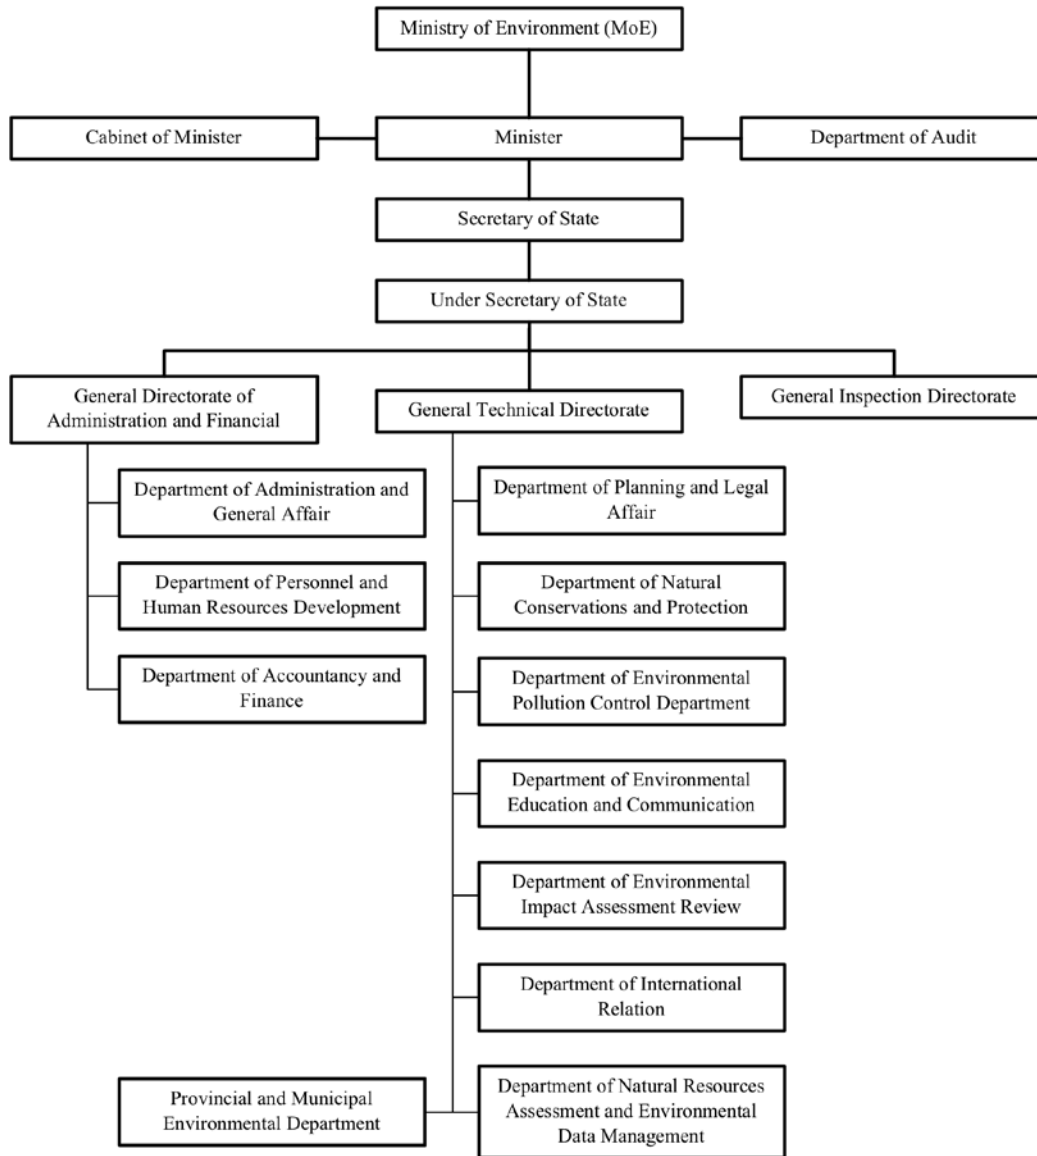 Ministry of Environment (MoE)
Cabinet of Minister
Minister
Department of Audit
Secretary of State
Under Secretary of State
General Directorate of
Administration and Financial
General Technical Directorate
General Inspection Directorate
Department of Administration and
General Affair
Department of Personnel and
Human Resources Development
Department of Accountancy and
Finance
Department of Planning and Legal
Affair
Department of Natural
Conservations and Protection
Department of Environmental
Pollution Control Department
Department of Environmental
Education and Communication
Department of Environmental
Impact Assessment Review
Department of International
Relation
Provincial and Municipal
Environmental Department
Department of Natural Resources
Assessment and Environmental
Data Management